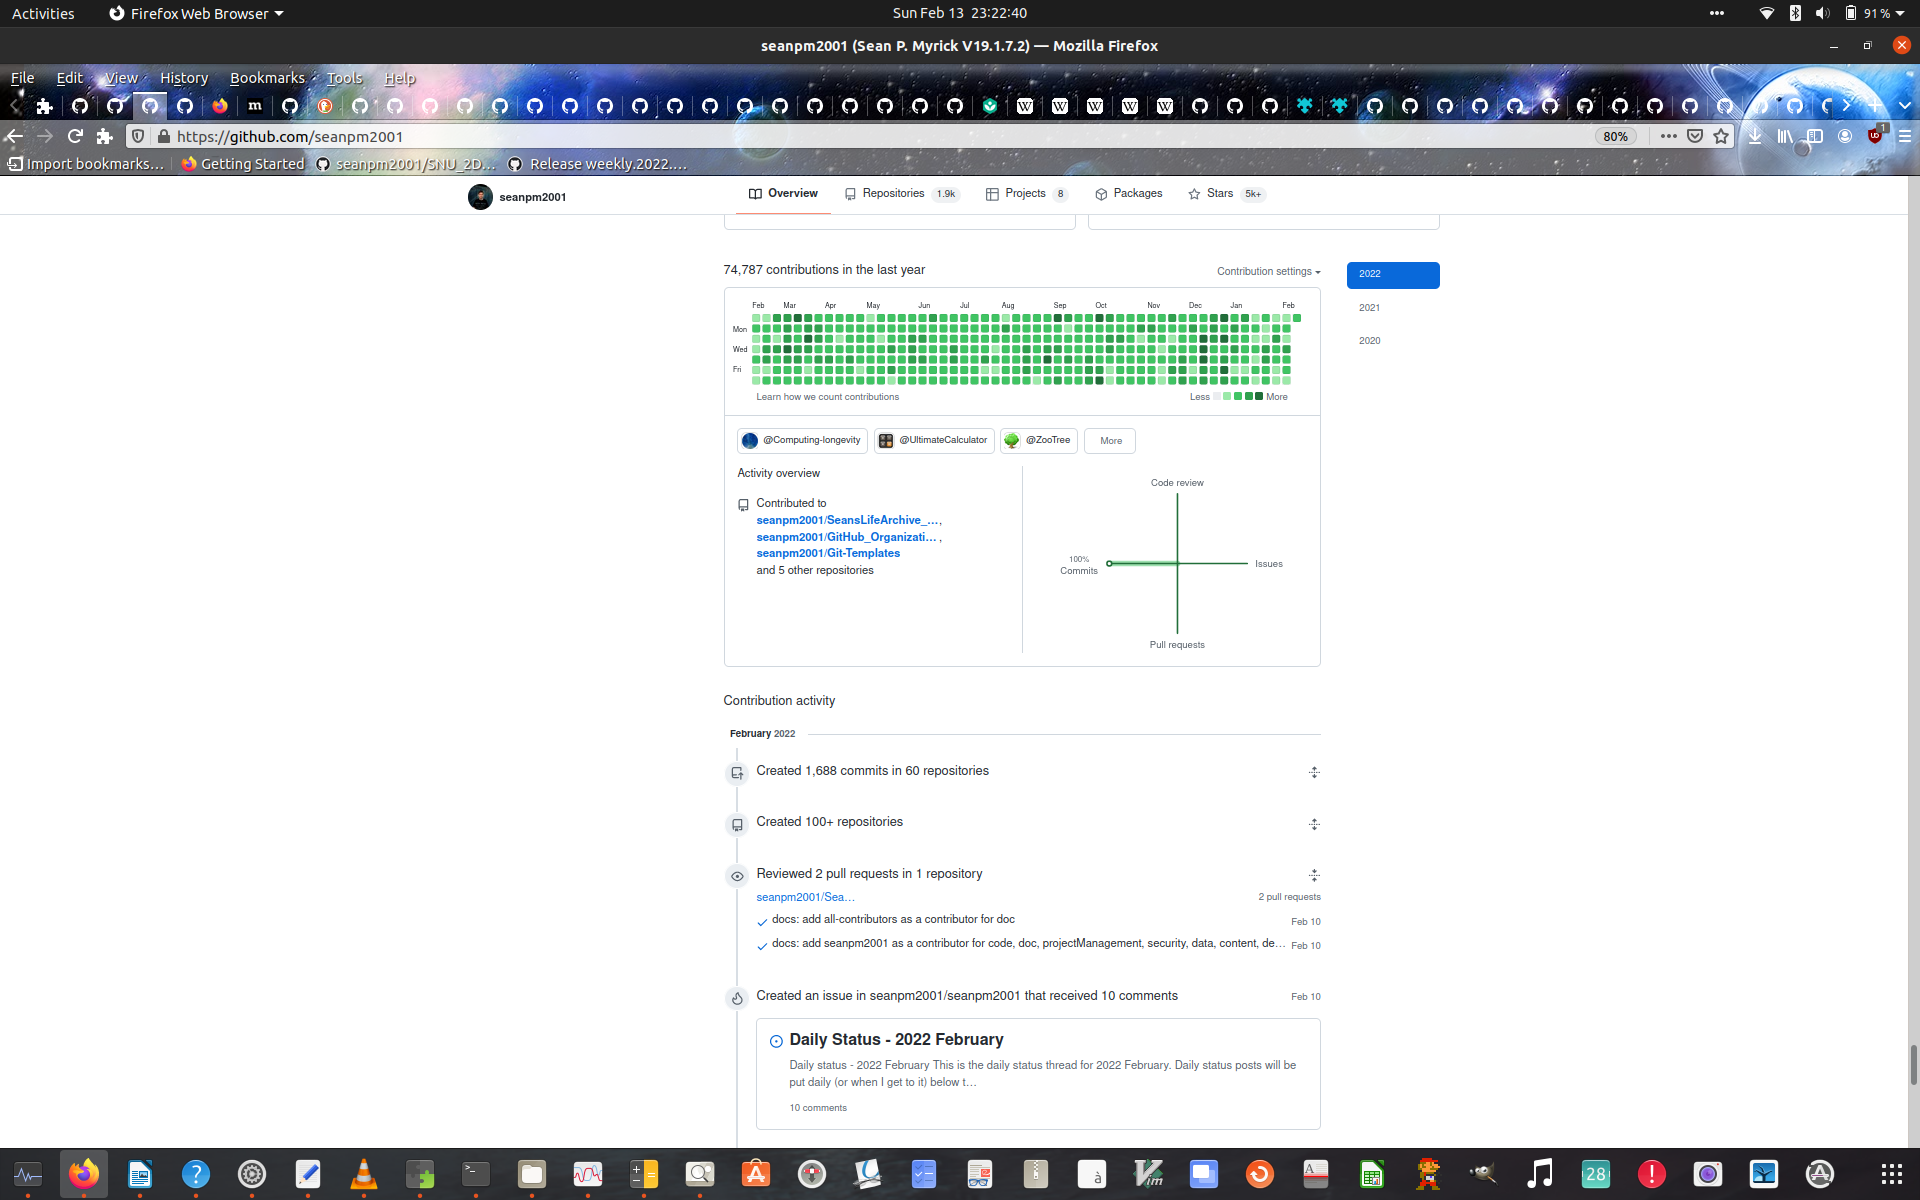 Activities
Firefox Web Browser
Sun Feb 13 23:22:40
91 %
seanpm2001 (Sean P. Myrick V19.1.7.2) — Mozilla Firefox
File Edit View History Bookmarks Tools Help
https://github.com/seanpm2001
80%
1
Import bookmarks… Getting Started seanpm2001/SNU_2D… Release weekly.2022.…
seanpm2001
Overview Repositories 1.9k Projects 8 Packages Stars 5k+
74,787 contributions in the last year
Contribution settings
2022
2021
2020
Feb Mar Apr May Jun Jul Aug Sep Oct Nov Dec Jan Feb
Mon
Wed
Fri
Learn how we count contributions
Less More
@Computing-longevity @UltimateCalculator @ZooTree More
Activity overview
Contributed to
seanpm2001/SeansLifeArchive_… ,
seanpm2001/GitHub_Organizati… ,
seanpm2001/Git-Templates
and 5 other repositories
Code review
100%
Commits
Issues
Pull requests
Contribution activity
February 2022
Created 1,688 commits in 60 repositories
Created 100+ repositories
Reviewed 2 pull requests in 1 repository
seanpm2001/Sea… 2 pull requests
docs: add all-contributors as a contributor for doc Feb 10
docs: add seanpm2001 as a contributor for code, doc, projectManagement, security, data, content, de… Feb 10
Created an issue in seanpm2001/seanpm2001 that received 10 comments Feb 10
Daily Status - 2022 February
Daily status - 2022 February This is the daily status thread for 2022 February. Daily status posts will be
put daily (or when I get to it) below t…
10 comments
28